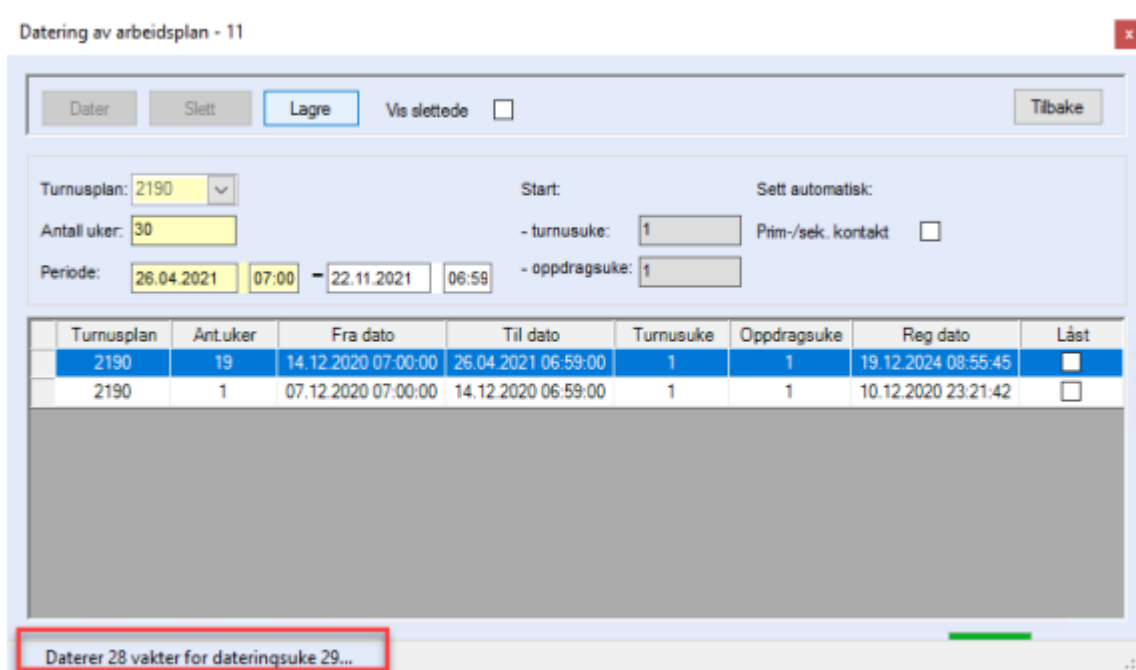 Datering av arbeidsplan - 11
x
Dater Slett Lagre Vis slettede Tilbake
Turnusplan: 2190 Start: Sett automatisk:
Antall uker: 30 - turnusuke: 1 Prim-/sek. kontakt
Periode: 26.04.2021 07:00 – 22.11.2021 06:59 - oppdragsuke: 1
Turnusplan Ant.uker Fra dato Til dato Turnusuke Oppdragsuke Reg dato Låst
2190 19 14.12.2020 07:00:00 26.04.2021 06:59:00 1 1 19.12.2024 08:55:45
2190 1 07.12.2020 07:00:00 14.12.2020 06:59:00 1 1 10.12.2020 23:21:42
Daterer 28 vakter for dateringsuke 29...